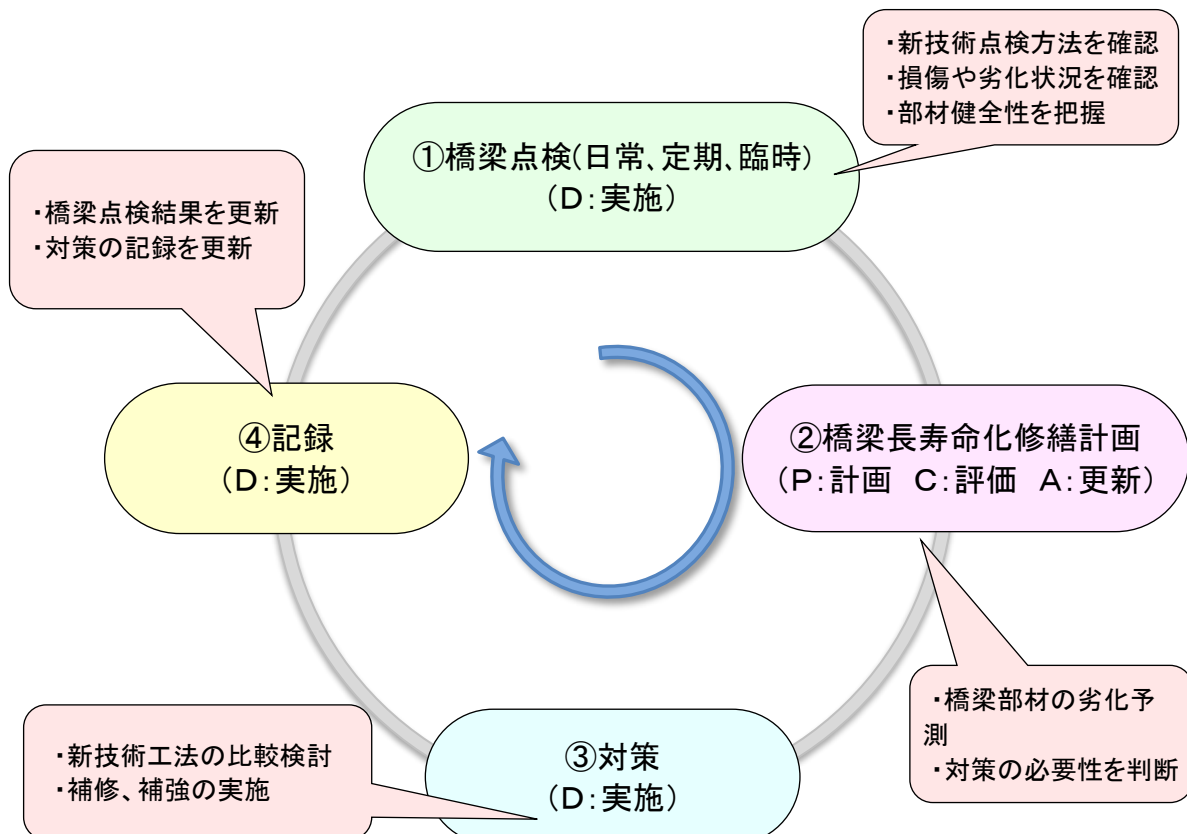 ・新技術点検方法を確認
・損傷や劣化状況を確認
・部材健全性を把握
①橋梁点検(日常、定期、臨時)
(D:実施)
・橋梁点検結果を更新
・対策の記録を更新
④記録
(D:実施)
②橋梁長寿命化修繕計画
(P:計画 C:評価 A:更新)
・橋梁部材の劣化予
測
・対策の必要性を判断
・新技術工法の比較検討
・補修、補強の実施
③対策
(D:実施)